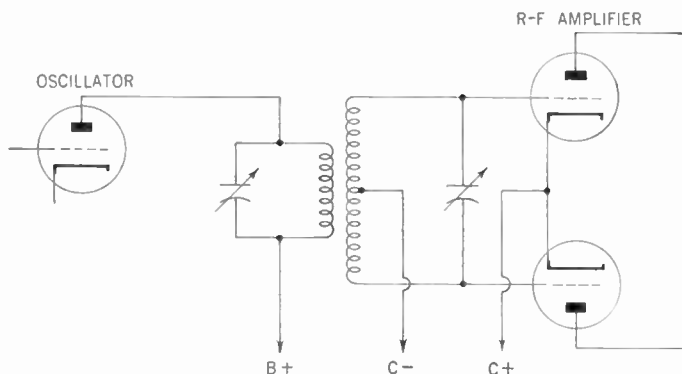 R-F AMPLIFIER
OSCILLATOR
B+
C-
C+